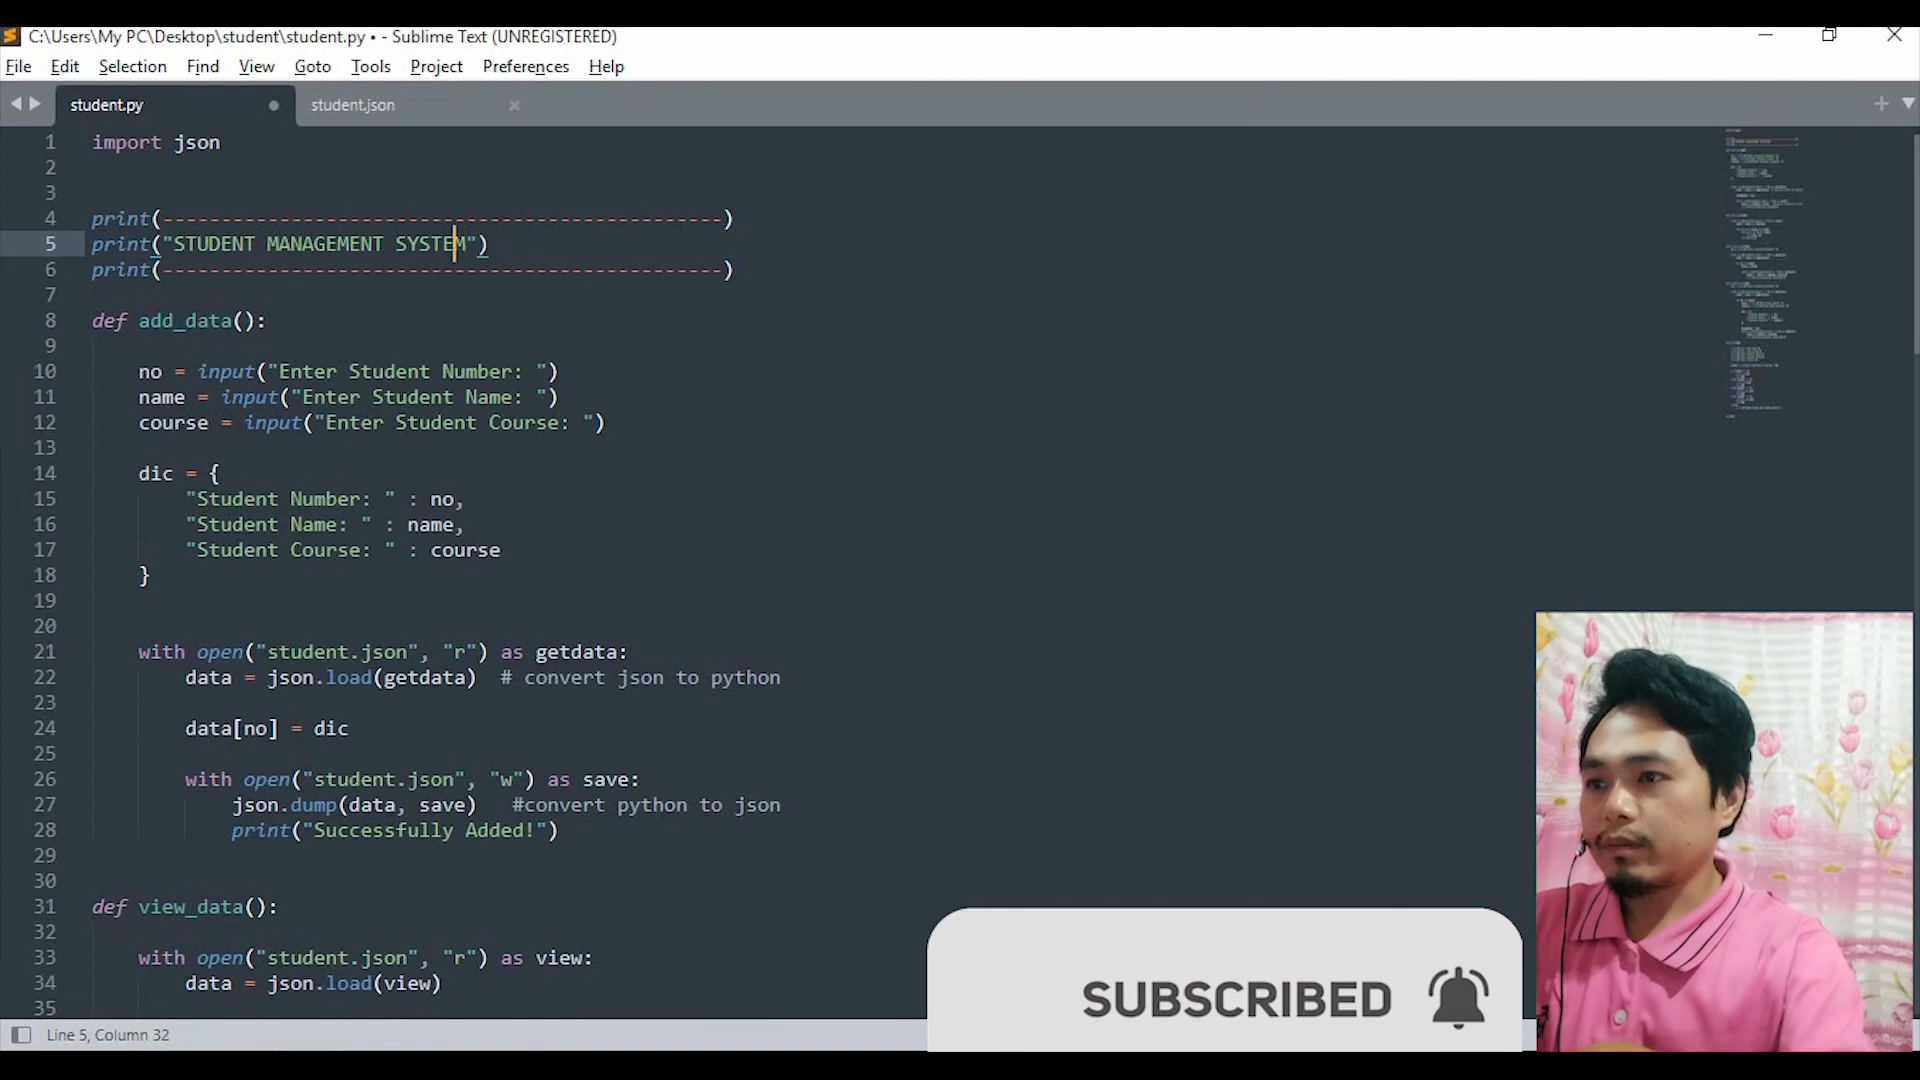 C:\Users\My PC\Desktop\student\student.py • - Sublime Text (UNREGISTERED)
File Edit Selection Find View Goto Tools Project Preferences Help
student.py student.json
1 import json
2
3
4 print(------------------------------------------------)
5 print("STUDENT MANAGEMENT SYSTEM")
6 print(------------------------------------------------)
7
8 def add_data():
9
10 no = input("Enter Student Number: ")
11 name = input("Enter Student Name: ")
12 course = input("Enter Student Course: ")
13
14 dic = {
15 "Student Number: " : no,
16 "Student Name: " : name,
17 "Student Course: " : course
18 }
19
20
21 with open("student.json", "r") as getdata:
22 data = json.load(getdata) # convert json to python
23
24 data[no] = dic
25
26 with open("student.json", "w") as save:
27 json.dump(data, save) #convert python to json
28 print("Successfully Added!")
29
30
31 def view_data():
32
33 with open("student.json", "r") as view:
34 data = json.load(view)
35
SUBSCRIBED
Line 5, Column 32